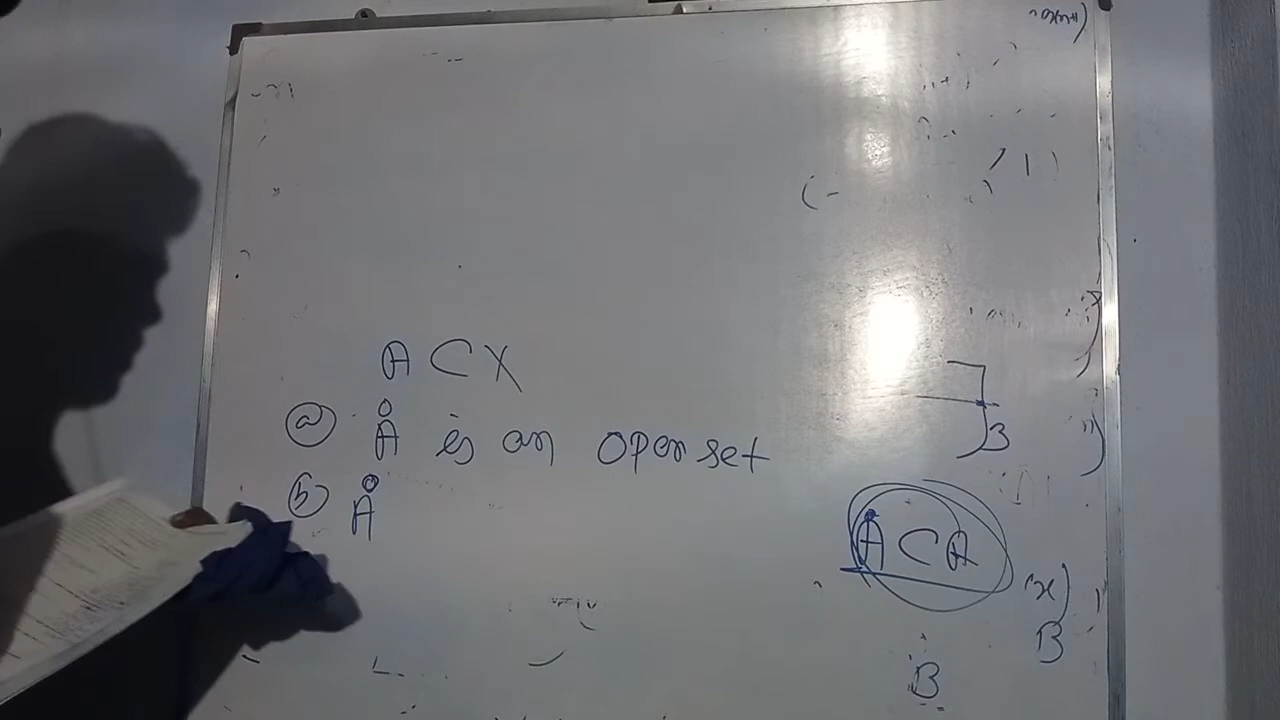 A ⊂ X
(a) Å is an open set
(b) Å
B
Å ⊂ A
(x)
B
B